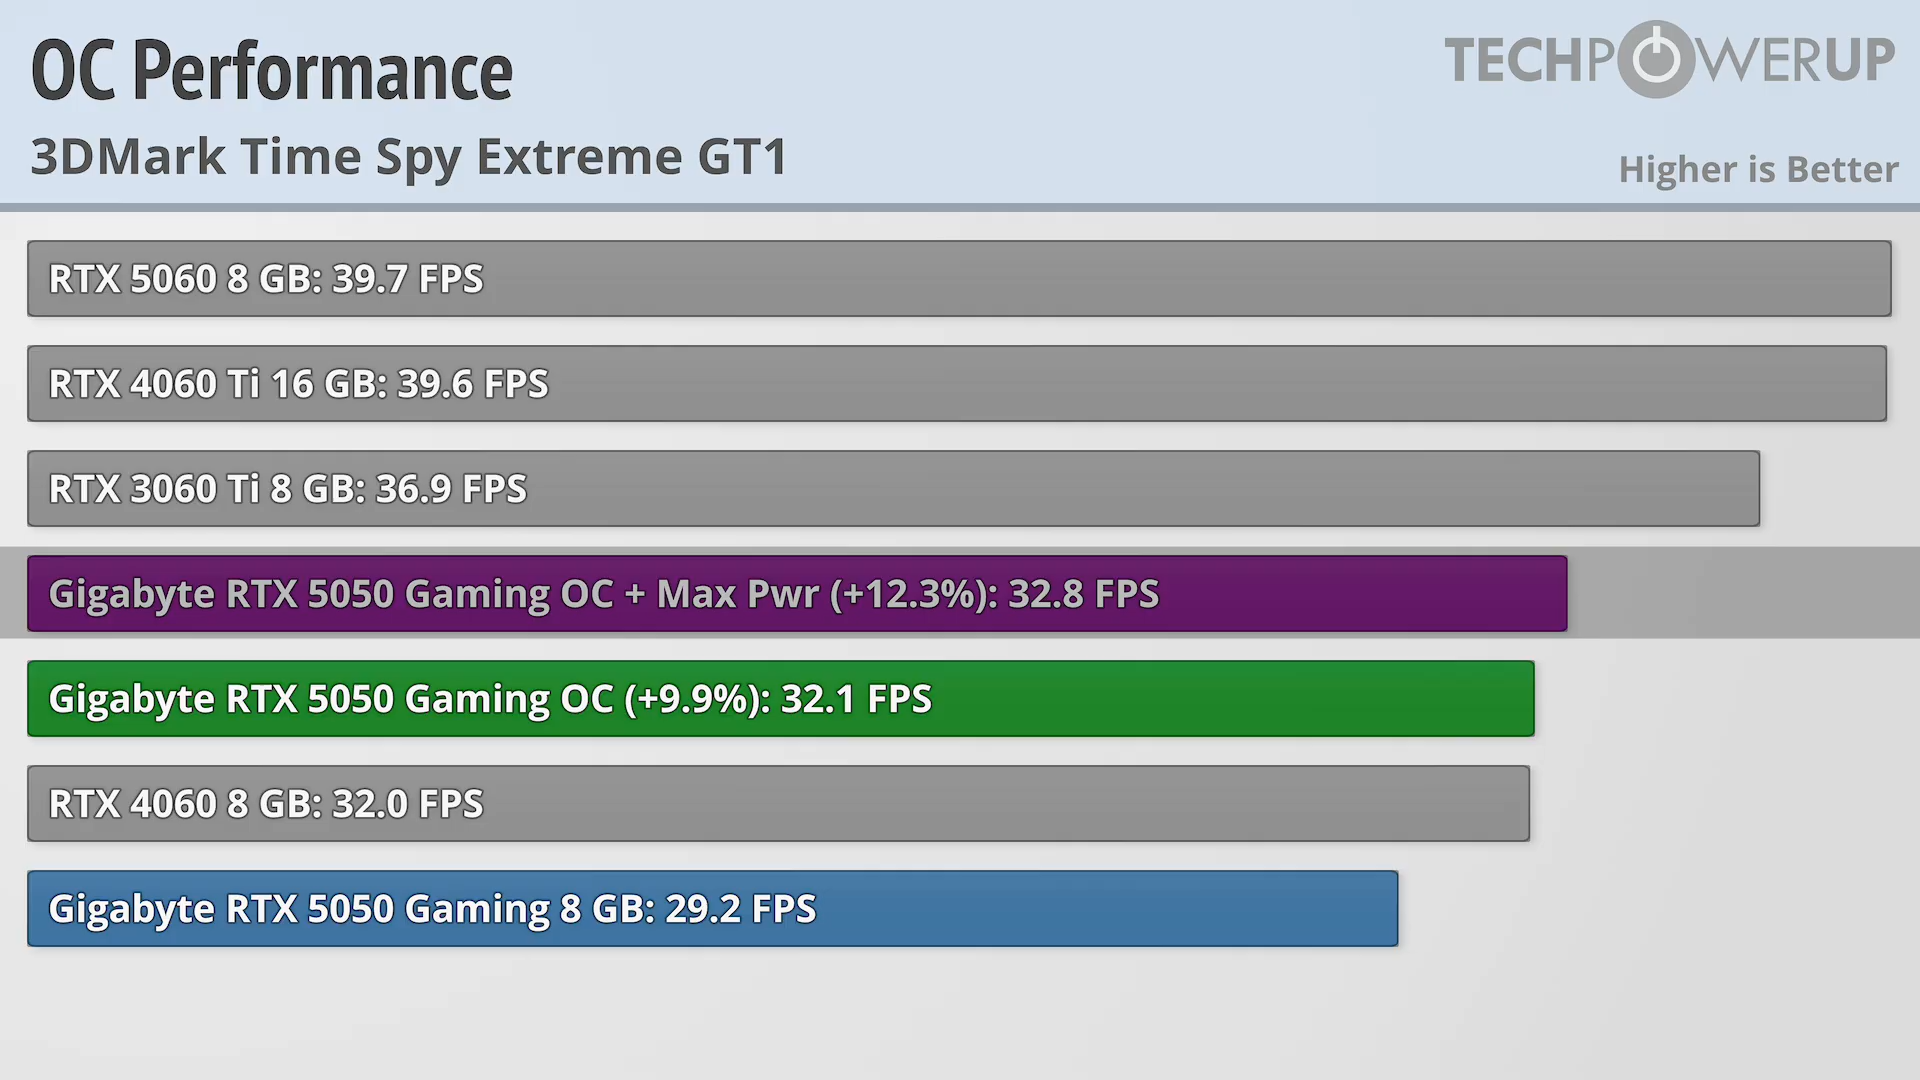 OC Performance
TECHPOWERUP
3DMark Time Spy Extreme GT1
Higher is Better
RTX 5060 8 GB: 39.7 FPS
RTX 4060 Ti 16 GB: 39.6 FPS
RTX 3060 Ti 8 GB: 36.9 FPS
Gigabyte RTX 5050 Gaming OC + Max Pwr (+12.3%): 32.8 FPS
Gigabyte RTX 5050 Gaming OC (+9.9%): 32.1 FPS
RTX 4060 8 GB: 32.0 FPS
Gigabyte RTX 5050 Gaming 8 GB: 29.2 FPS